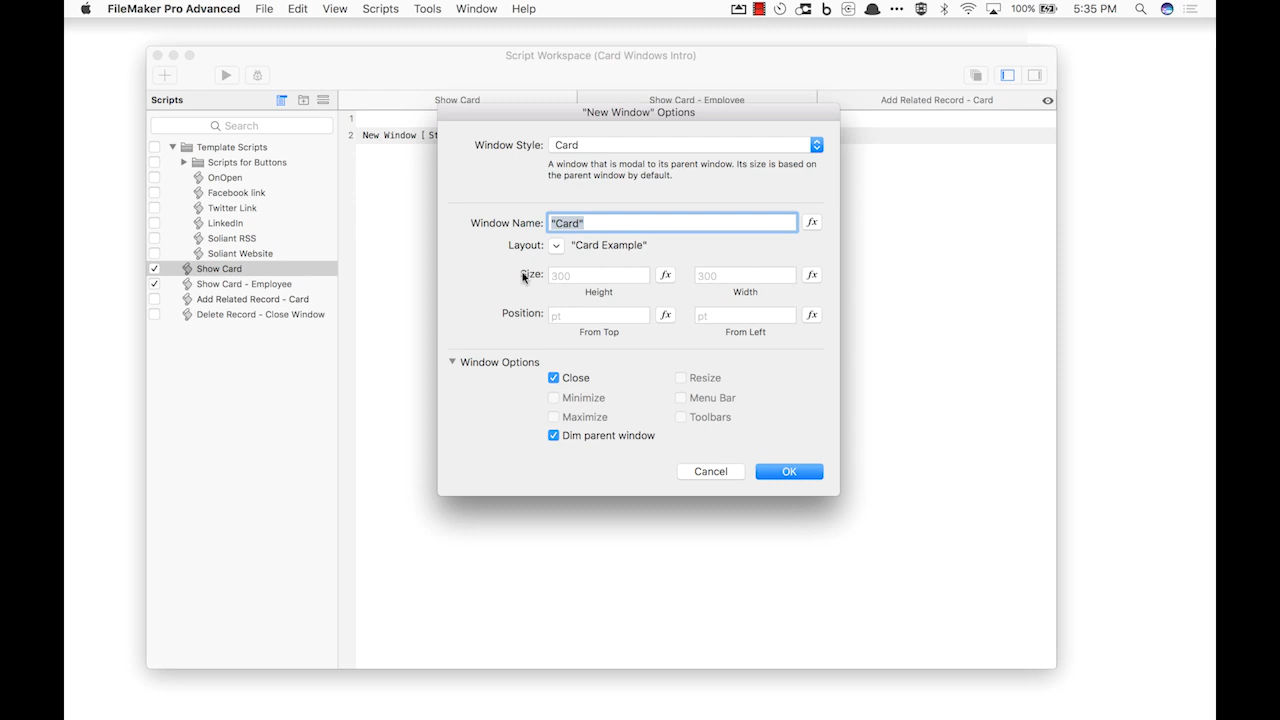 FileMaker Pro Advanced File Edit View Scripts Tools Window Help 100% 5:35 PM
Script Workspace (Card Windows Intro)
Scripts
Show Card
Show Card - Employee
Add Related Record - Card
Search
1
2 New Window [ St
Template Scripts
Scripts for Buttons
OnOpen
Facebook link
Twitter Link
LinkedIn
Soliant RSS
Soliant Website
Show Card
Show Card - Employee
Add Related Record - Card
Delete Record - Close Window
"New Window" Options
Window Style: Card
A window that is modal to its parent window. Its size is based on
the parent window by default.
Window Name: "Card" fx
Layout: "Card Example"
Size: 300 fx 300 fx
Height Width
Position: pt fx pt fx
From Top From Left
Window Options
Close Resize
Minimize Menu Bar
Maximize Toolbars
Dim parent window
Cancel OK